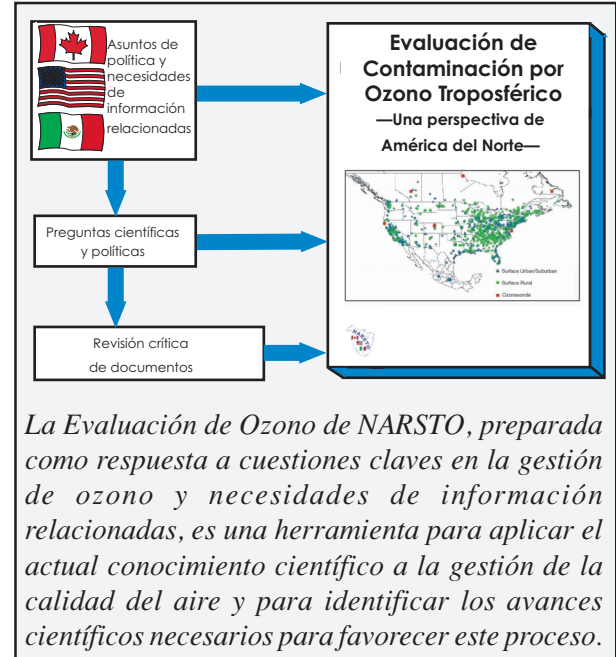 Asuntos de
política y
necesidades
de
información
relacionadas
Preguntas científicas
y políticas
Revisión crítica
de documentos
Evaluación de
Contaminación por
Ozono Troposférico
—Una perspectiva de
América del Norte—
Surface Urban/Suburban
Surface Rural
Ozonesonde
NARSTO
La Evaluación de Ozono de NARSTO, preparada
como respuesta a cuestiones claves en la gestión
de ozono y necesidades de información
relacionadas, es una herramienta para aplicar el
actual conocimiento científico a la gestión de la
calidad del aire y para identificar los avances
científicos necesarios para favorecer este proceso.